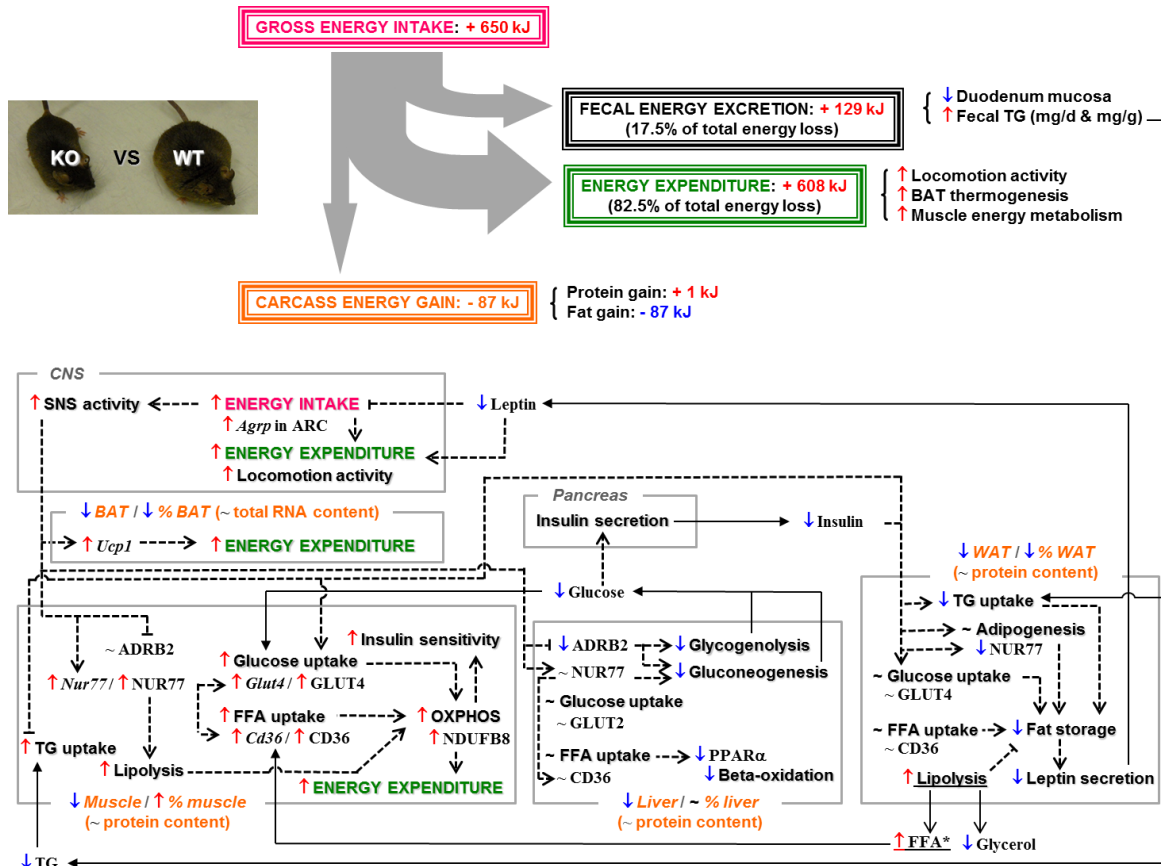 GROSS ENERGY INTAKE: + 650 kJ
KO VS WT
FECAL ENERGY EXCRETION: + 129 kJ
(17.5% of total energy loss)
↓ Duodenum mucosa
↑ Fecal TG (mg/d & mg/g)
ENERGY EXPENDITURE: + 608 kJ
(82.5% of total energy loss)
↑ Locomotion activity
↑ BAT thermogenesis
↑ Muscle energy metabolism
CARCASS ENERGY GAIN: - 87 kJ
Protein gain: + 1 kJ
Fat gain: - 87 kJ
CNS
↑ SNS activity
↑ ENERGY INTAKE
↑ Agrp in ARC
↑ ENERGY EXPENDITURE
↑ Locomotion activity
↓ Leptin
↓ BAT / ↓ % BAT (~ total RNA content)
↑ Ucp1
↑ ENERGY EXPENDITURE
Pancreas
Insulin secretion
↓ Insulin
↓ Glucose
~ ADRB2
↑ Nur77 / ↑ NUR77
↑ TG uptake
↑ Lipolysis
↑ Insulin sensitivity
↑ Glucose uptake
↑ Glut4 / ↑ GLUT4
↑ FFA uptake
↑ Cd36 / ↑ CD36
↑ OXPHOS
↑ NDUFB8
↑ ENERGY EXPENDITURE
↓ Muscle / ↑ % muscle
(~ protein content)
↓ TG
↓ ADRB2
~ NUR77
↓ Glycogenolysis
↓ Gluconeogenesis
~ Glucose uptake
~ GLUT2
~ FFA uptake
~ CD36
↓ PPARα
↓ Beta-oxidation
↓ Liver / ~ % liver
(~ protein content)
↓ WAT / ↓ % WAT
(~ protein content)
↓ TG uptake
~ Adipogenesis
↓ NUR77
~ Glucose uptake
~ GLUT4
~ FFA uptake
~ CD36
↓ Fat storage
↑ Lipolysis
↓ Leptin secretion
↑ FFA*
↓ Glycerol